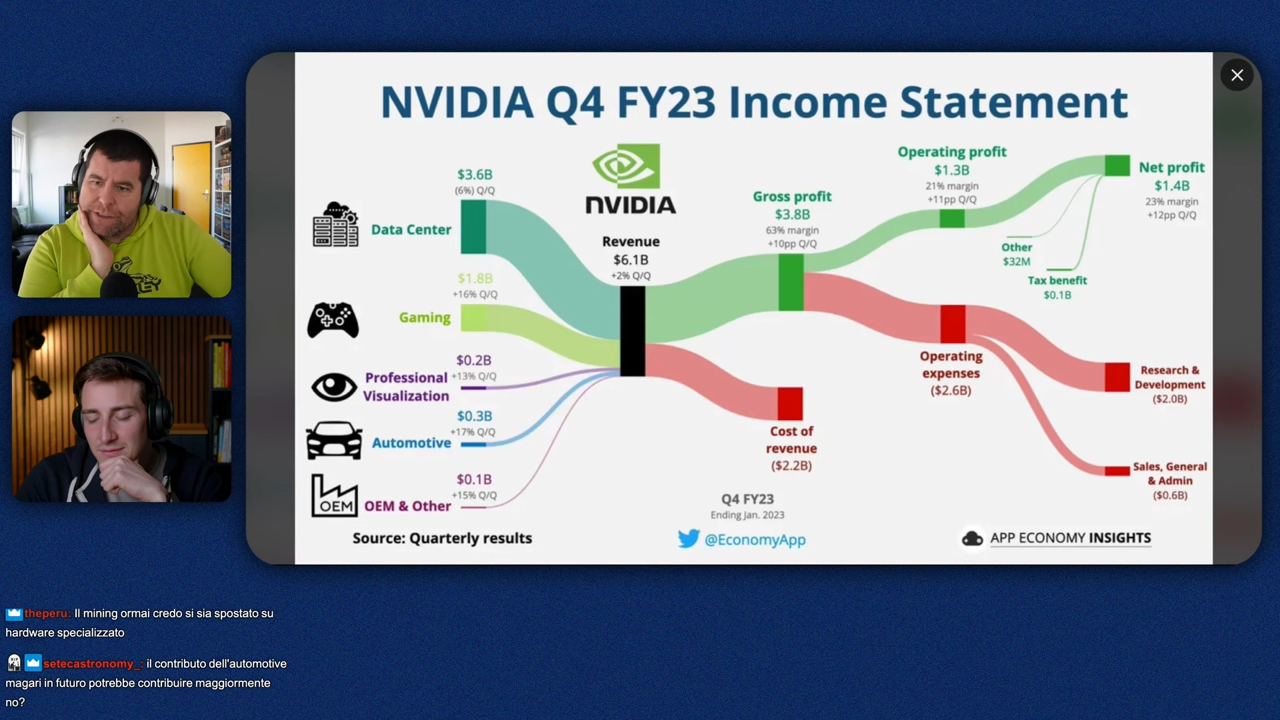 NVIDIA Q4 FY23 Income Statement
$3.6B
(6%) Q/Q
Data Center
$1.8B
+16% Q/Q
Gaming
$0.2B
+13% Q/Q
Professional
Visualization
$0.3B
+17% Q/Q
Automotive
$0.1B
+15% Q/Q
OEM
OEM & Other
NVIDIA
Revenue
$6.1B
+2% Q/Q
Gross profit
$3.8B
63% margin
+10pp Q/Q
Cost of
revenue
($2.2B)
Operating profit
$1.3B
21% margin
+11pp Q/Q
Operating
expenses
($2.6B)
Net profit
$1.4B
23% margin
+12pp Q/Q
Other
$32M
Tax benefit
$0.1B
Research &
Development
($2.0B)
Sales, General
& Admin
($0.6B)
Q4 FY23
Ending Jan. 2023
Source: Quarterly results
@EconomyApp
APP ECONOMY INSIGHTS
theperu: Il mining ormai credo si sia spostato su
hardware specializzato
setecastronomy_: il contributo dell'automotive
magari in futuro potrebbe contribuire maggiormente
no?